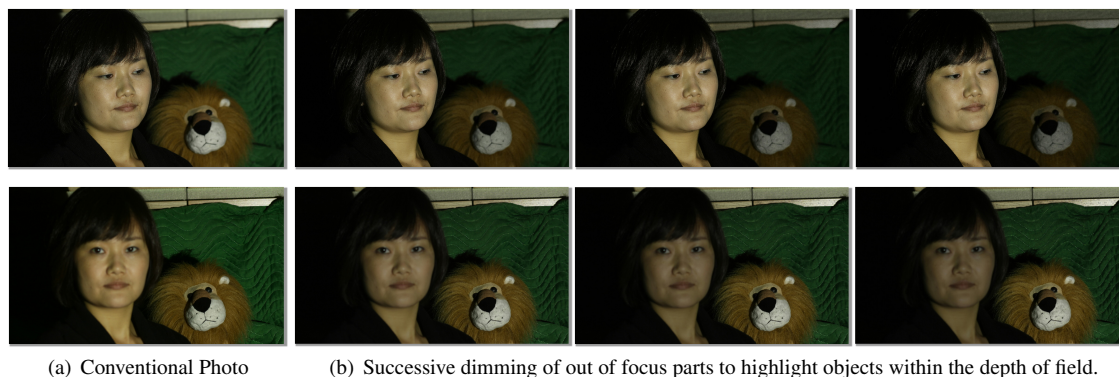 (a) Conventional Photo
(b) Successive dimming of out of focus parts to highlight objects within the depth of field.